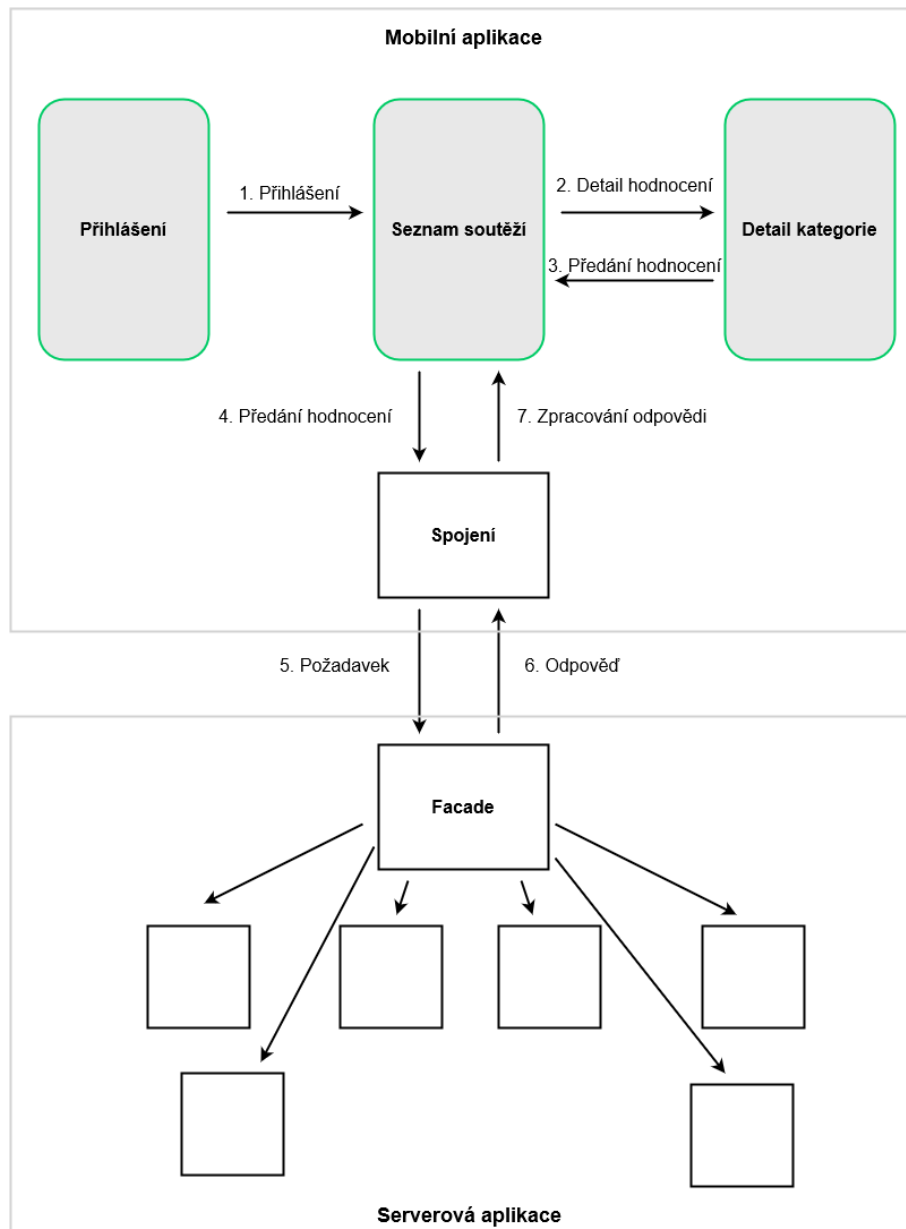 Mobilní aplikace
1. Přihlášení
2. Detail hodnocení
Přihlášení
Seznam soutěží
Detail kategorie
3. Předání hodnocení
4. Předání hodnocení
7. Zpracování odpovědi
Spojení
5. Požadavek
6. Odpověď
Facade
Serverová aplikace